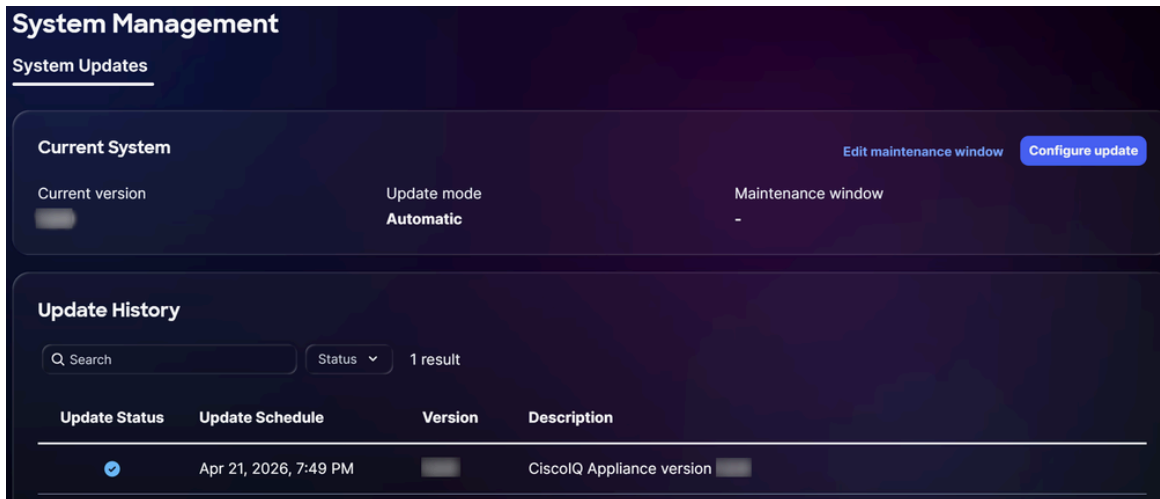 System Management
System Updates
Current System
Edit maintenance window
Configure update
Current version
Update mode
Maintenance window
Automatic
-
Update History
Search
Status
1 result
Update Status
Update Schedule
Version
Description
Apr 21, 2026, 7:49 PM
CiscoIQ Appliance version